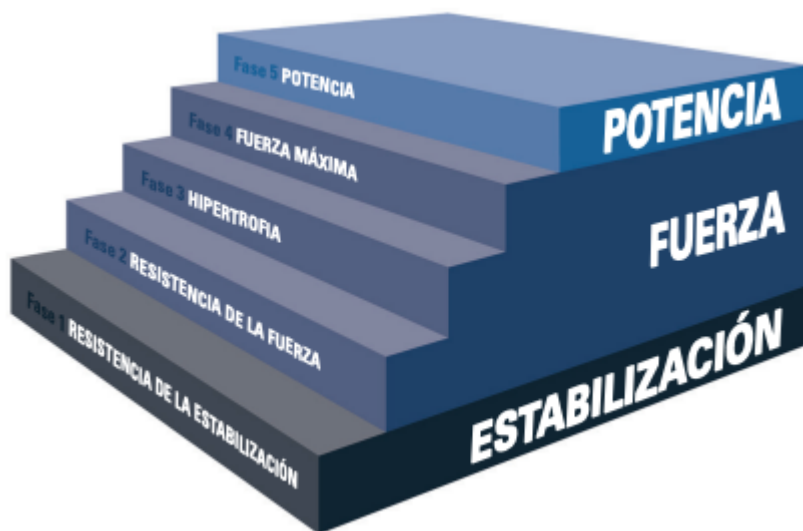 Fase 5 POTENCIA
POTENCIA
Fase 4 FUERZA MÁXIMA
Fase 3 HIPERTROFIA
FUERZA
Fase 2 RESISTENCIA DE LA FUERZA
Fase 1 RESISTENCIA DE LA ESTABILIZACIÓN
ESTABILIZACIÓN